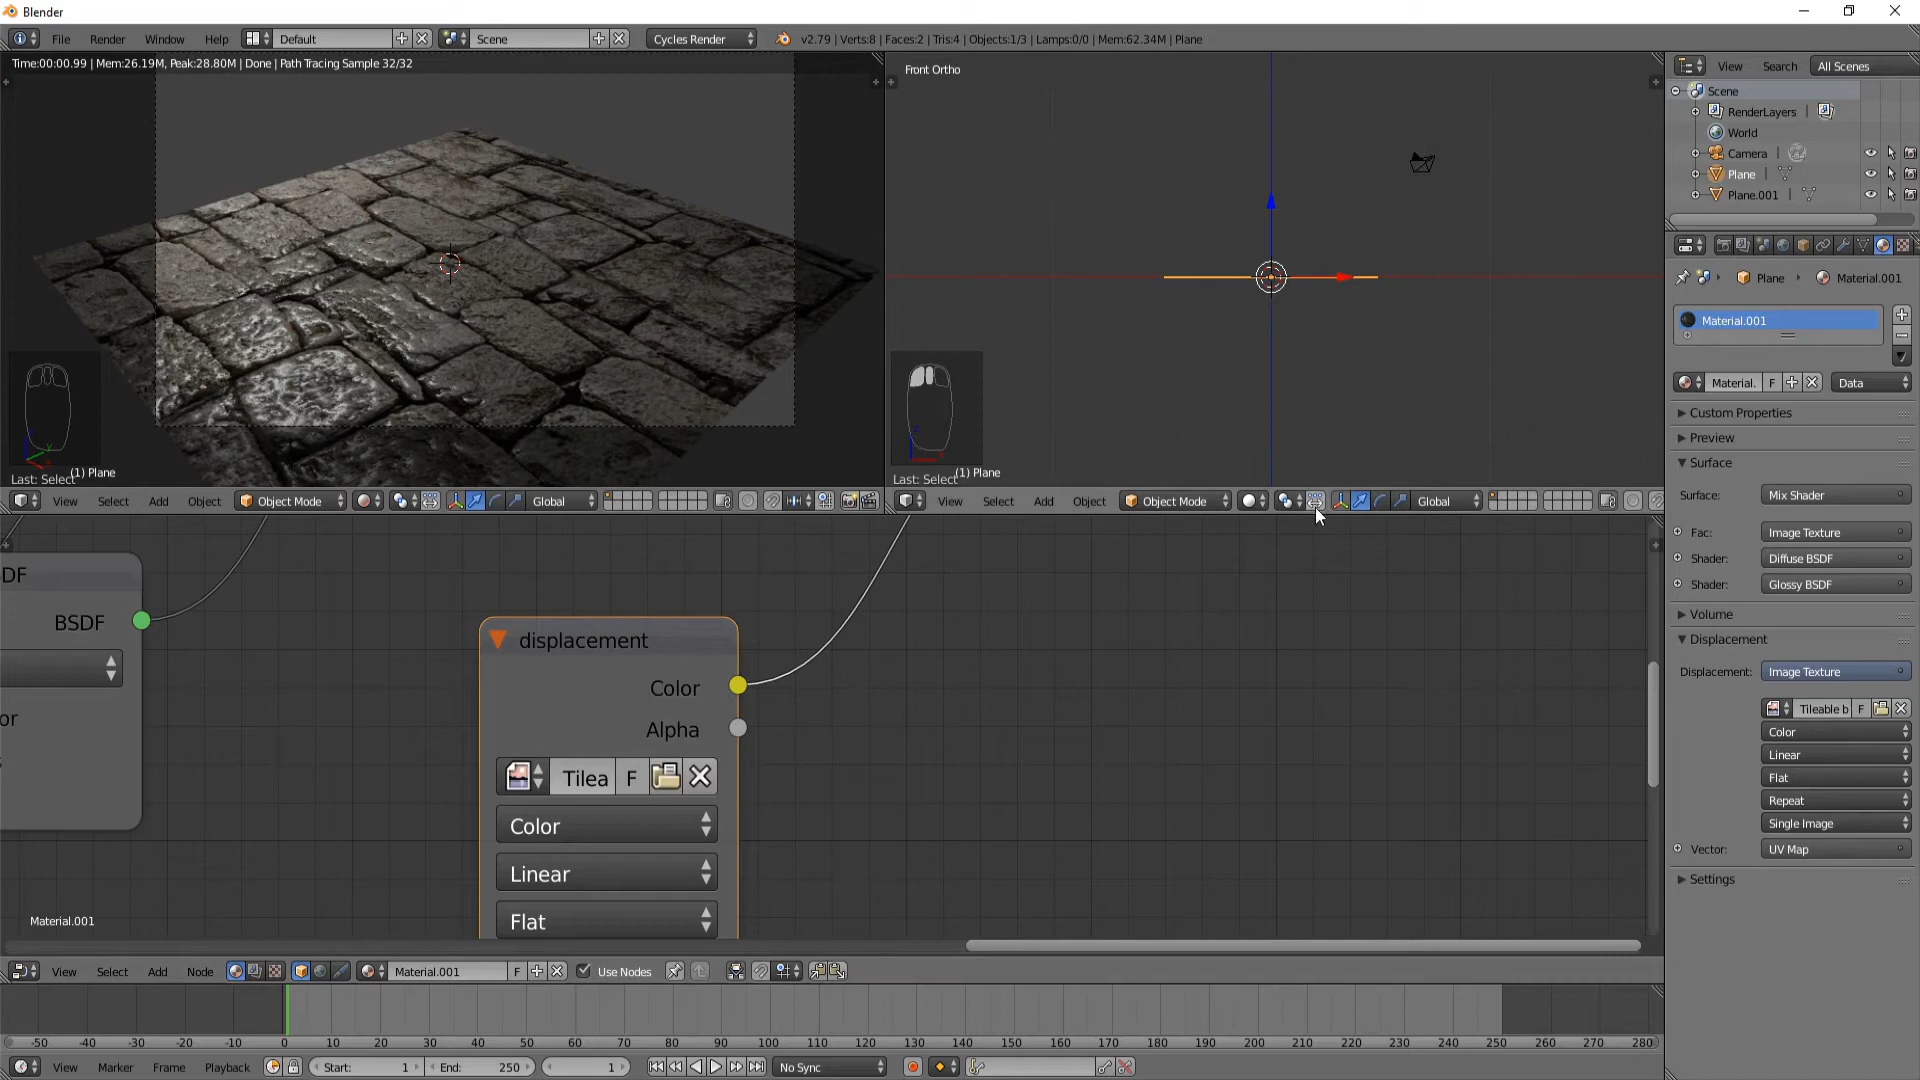 Blender
File Render Window Help Default Scene Cycles Render v2.79 | Verts:8 | Faces:2 | Tris:4 | Objects:1/3 | Lamps:0/0 | Mem:62.34M | Plane
Time:00:00.99 | Mem:26.19M, Peak:28.80M | Done | Path Tracing Sample 32/32
Front Ortho
View Search All Scenes
Scene
RenderLayers |
World
Camera |
Plane |
Plane.001 |
Plane Material.001
Material.001
Material. F Data
Custom Properties
Preview
Surface
Surface: Mix Shader
Fac: Image Texture
Shader: Diffuse BSDF
Shader: Glossy BSDF
Volume
Displacement
Displacement: Image Texture
Tileable b F
Color
Linear
Flat
Repeat
Single Image
Vector: UV Map
Settings
(1) Plane
Last: Select
View Select Add Object Object Mode Global
(1) Plane
Last: Select
View Select Add Object Object Mode Global
DF
BSDF
or
displacement
Color
Alpha
Tilea F
Color
Linear
Flat
Material.001
View Select Add Node Material.001 F Use Nodes
-50 -40 -30 -20 -10 0 10 20 30 40 50 60 70 80 90 100 110 120 130 140 150 160 170 180 190 200 210 220 230 240 250 260 270 280
View Marker Frame Playback Start: 1 End: 250 1 No Sync